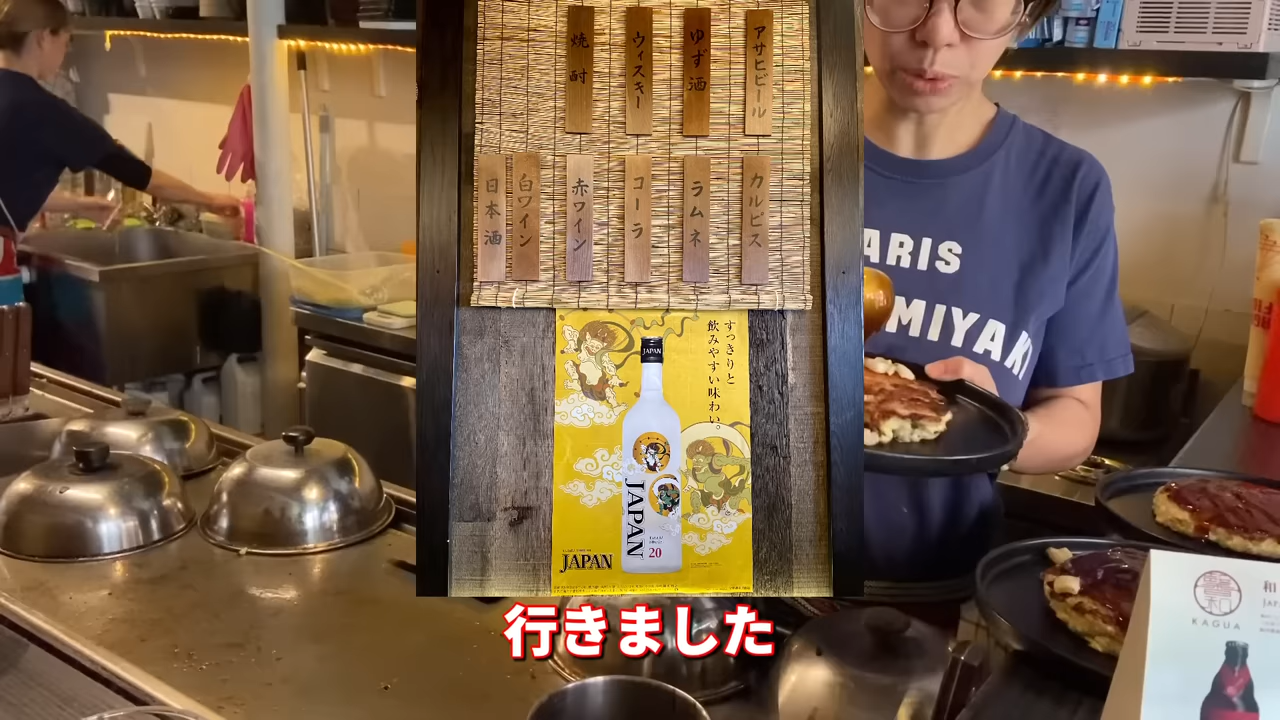 焼酎
ウィスキー
ゆず酒
アサヒビール
日本酒
白ワイン
赤ワイン
コーラ
ラムネ
カルピス
すっきりと
飲みやすい味わい。
JAPAN
JAPAN
20
JAPAN
ARIS
MIYAKI
KAGUA
和
行きました